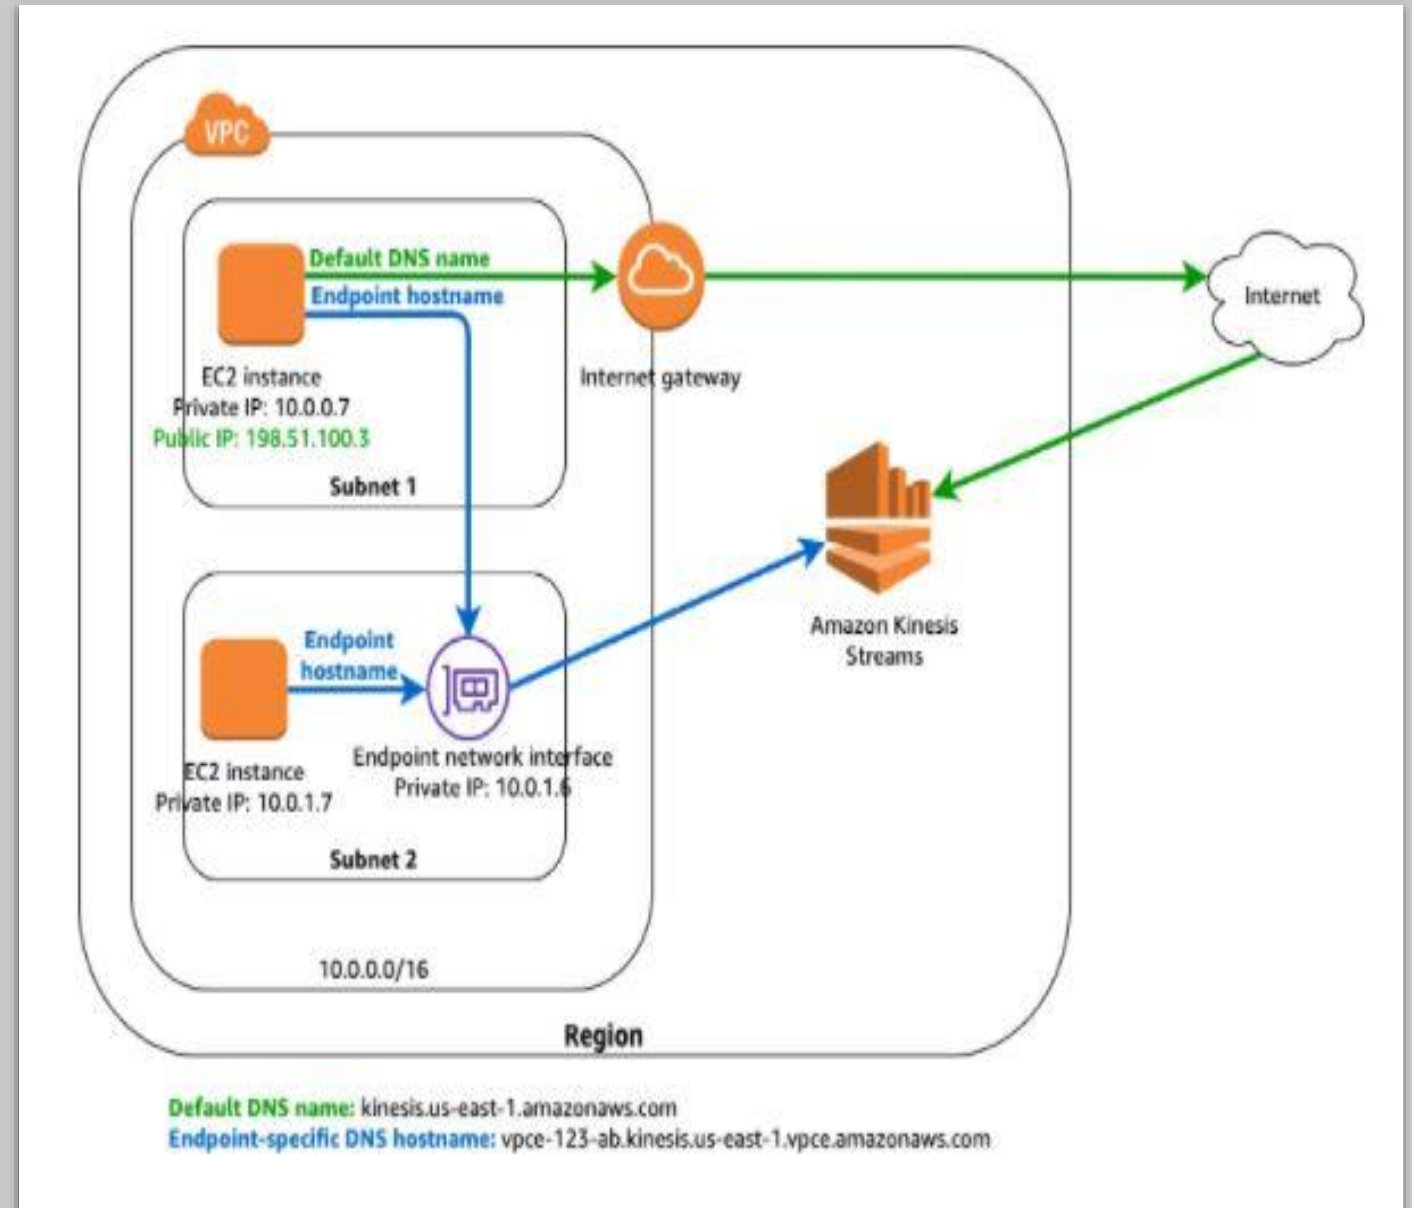 VPC
Default DNS name
Endpoint hostname
EC2 instance
Private IP: 10.0.0.7
Public IP: 198.51.100.3
Subnet 1
Internet gateway
Internet
Amazon Kinesis
Streams
Endpoint
hostname
EC2 instance
Private IP: 10.0.1.7
Endpoint network interface
Private IP: 10.0.1.6
Subnet 2
10.0.0.0/16
Region
Default DNS name: kinesis.us-east-1.amazonaws.com
Endpoint-specific DNS hostname: vpce-123-ab.kinesis.us-east-1.vpce.amazonaws.com